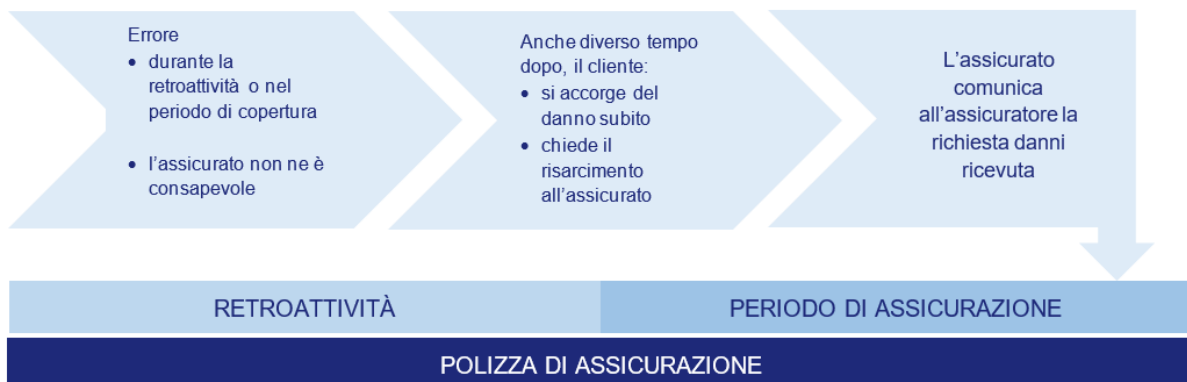 Errore
• durante la
retroattività o nel
periodo di copertura
• l'assicurato non ne è
consapevole
Anche diverso tempo
dopo, il cliente:
• si accorge del
danno subito
• chiede il
risarcimento
all'assicurato
L'assicurato
comunica
all'assicuratore la
richiesta danni
ricevuta
RETROATTIVITÀ
PERIODO DI ASSICURAZIONE
POLIZZA DI ASSICURAZIONE